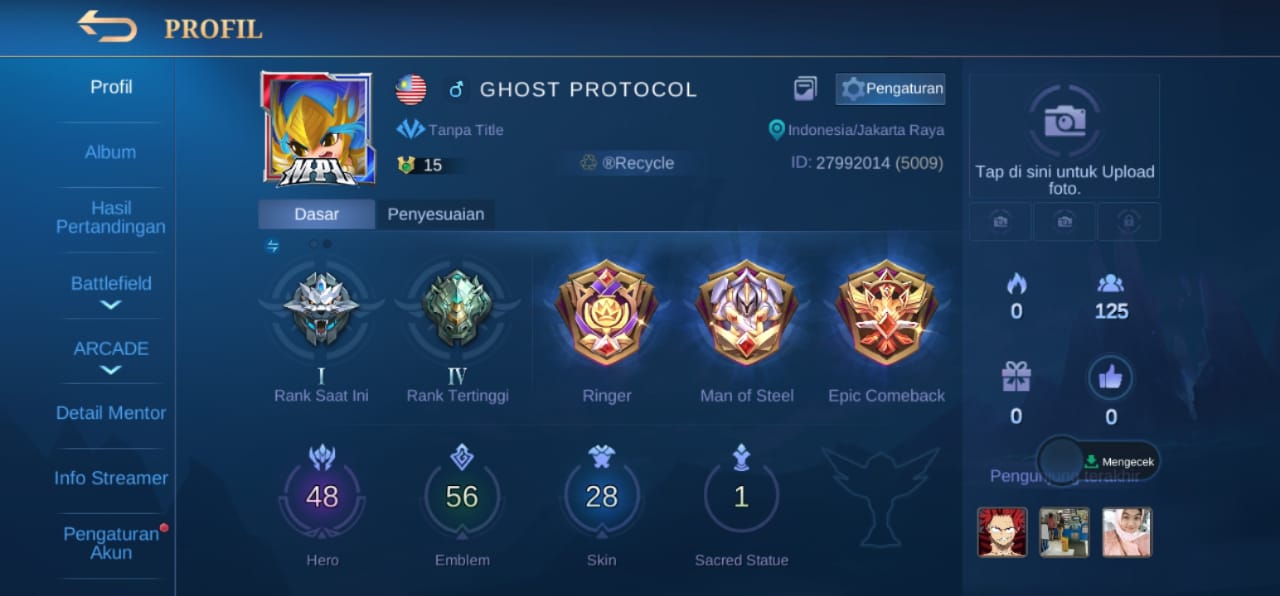 PROFIL
Profil
Album
Hasil
Pertandingan
Battlefield
ARCADE
Detail Mentor
Info Streamer
Pengaturan
Akun
MPL
GHOST PROTOCOL
Pengaturan
Tanpa Title
Indonesia/Jakarta Raya
15
®Recycle
ID: 27992014 (5009)
Dasar
Penyesuaian
I
IV
Rank Saat Ini
Rank Tertinggi
Ringer
Man of Steel
Epic Comeback
48
56
28
1
Hero
Emblem
Skin
Sacred Statue
Tap di sini untuk Upload
foto.
0
125
0
0
Mengecek
Pengunjung terakhir